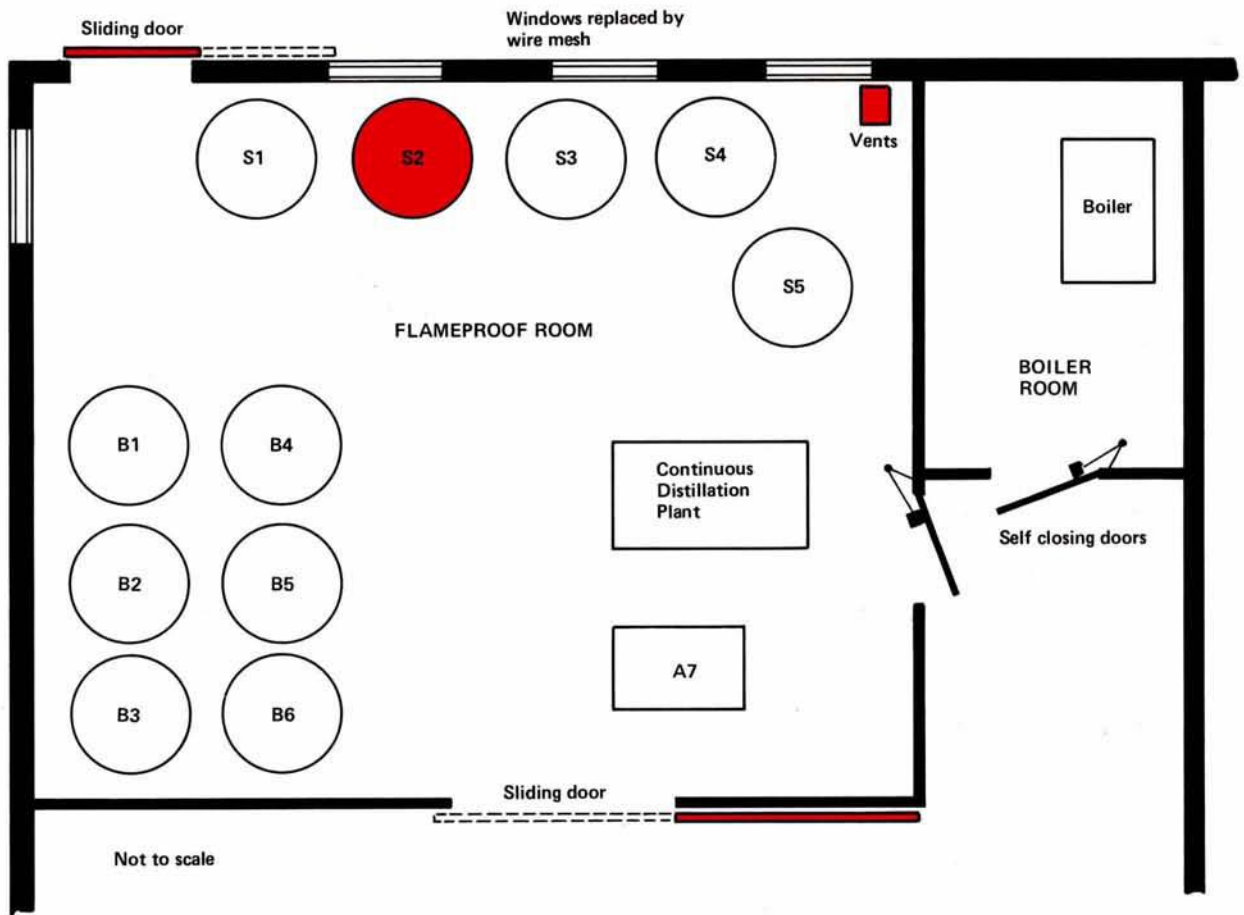 Sliding door
Windows replaced by
wire mesh
S1
S2
S3
S4
Vents
Boiler
S5
FLAMEPROOF ROOM
BOILER
ROOM
B1
B4
Continuous
Distillation
Plant
Self closing doors
B2
B5
A7
B3
B6
Sliding door
Not to scale